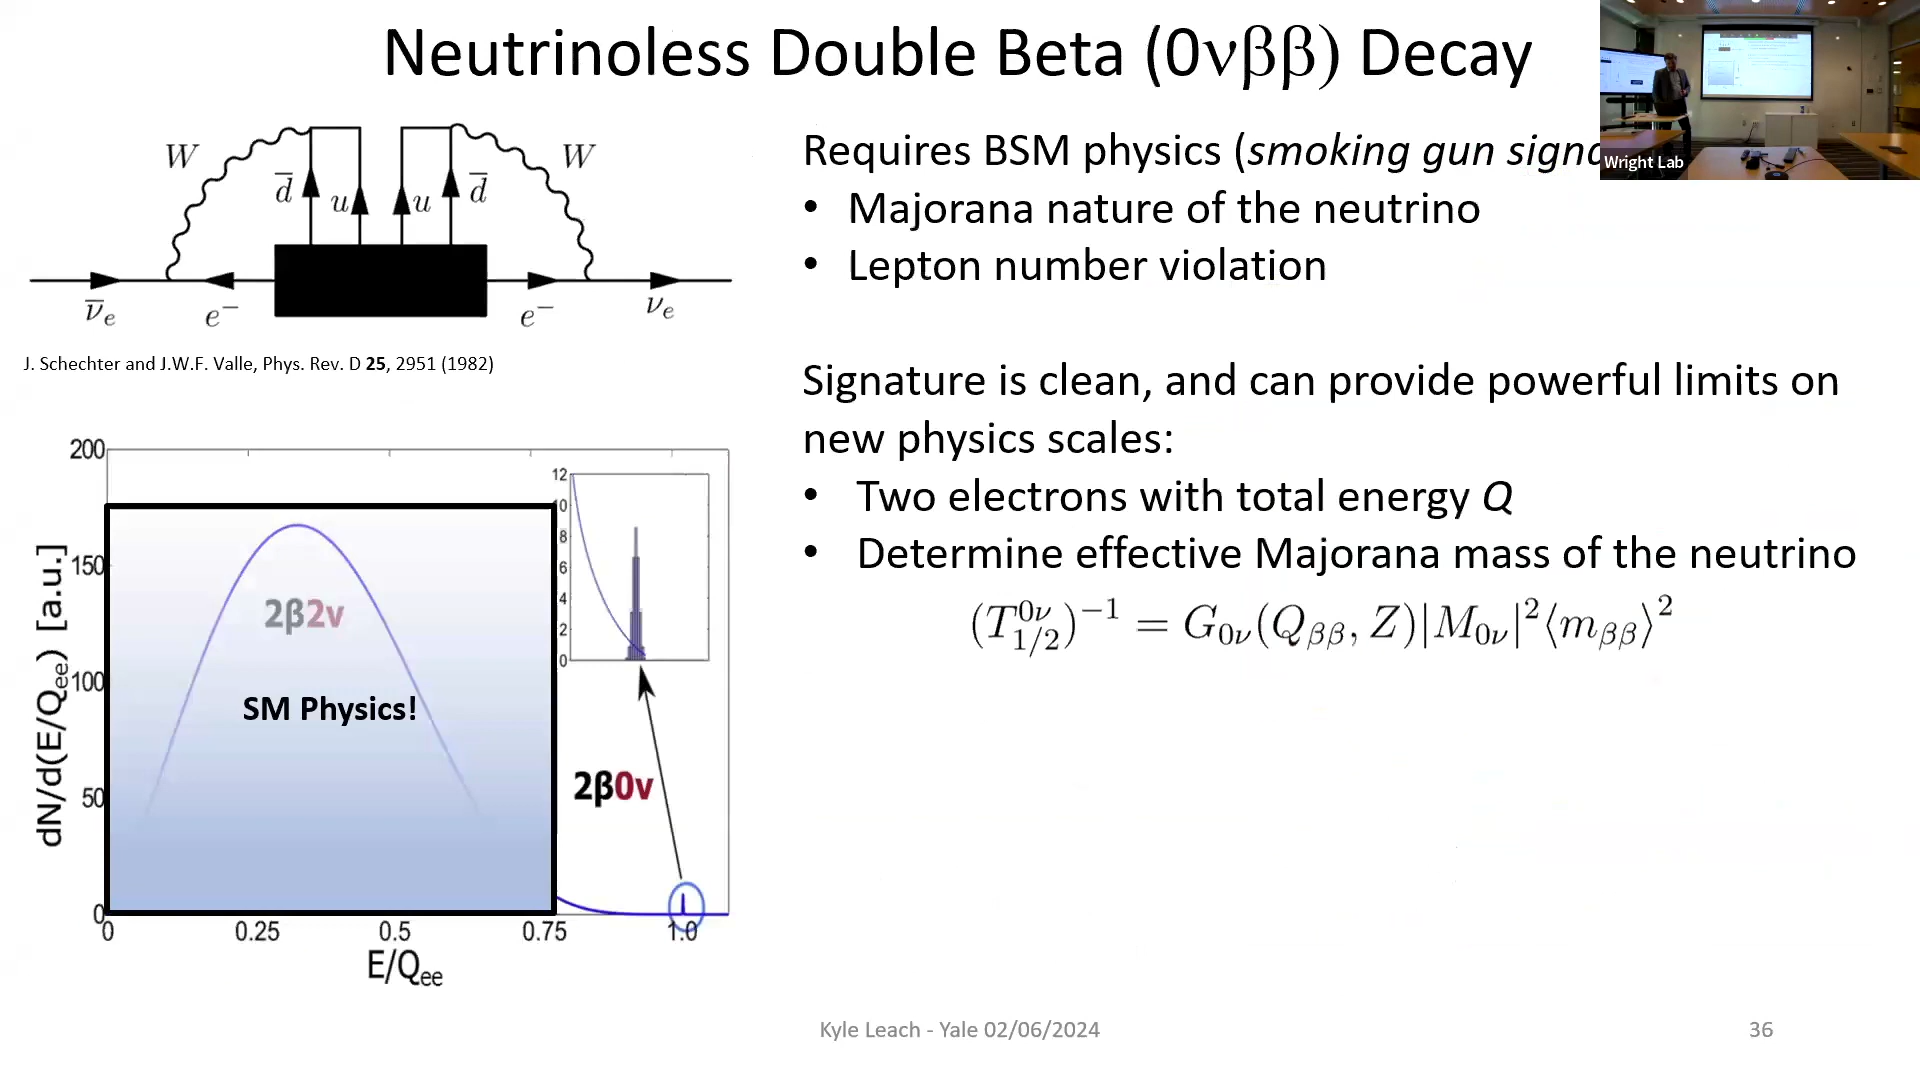 Neutrinoless Double Beta (0νββ) Decay
Wright Lab
W
W
d̅
u
u
d̅
ν̅e
e−
e−
νe
J. Schechter and J.W.F. Valle, Phys. Rev. D 25, 2951 (1982)
Requires BSM physics (smoking gun signa
• Majorana nature of the neutrino
• Lepton number violation
Signature is clean, and can provide powerful limits on
new physics scales:
• Two electrons with total energy Q
• Determine effective Majorana mass of the neutrino
(T^{0ν}_{1/2})^{−1} = G_{0ν}(Q_{ββ}, Z)|M_{0ν}|²⟨m_{ββ}⟩²
dN/d(E/Qee) [a.u.]
200
150
100
50
0
2β2ν
SM Physics!
12
0
8
6
4
2
0
2β0ν
0 0.25 0.5 0.75 1.0
E/Qee
Kyle Leach - Yale 02/06/2024
36